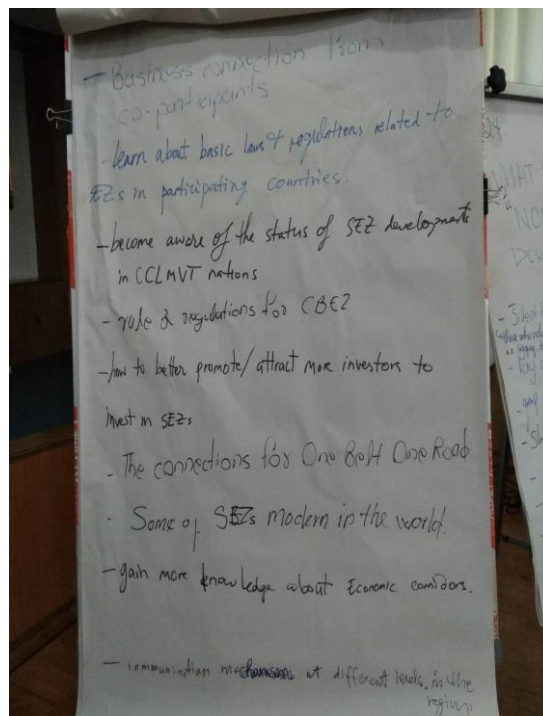 - Business connection from
co-participants
- learn about basic laws & regulations related to
SEZs in participating countries.
- become aware of the status of SEZ developments
in CCLMVT nations
- rule & regulations for CBEZ
- how to better promote/attract more investors to
invest in SEZs
- The connections for One Belt One Road
- Some of SEZs modern in the world.
- gain more knowledge about Economic corridors.
- communication mechanisms at different levels, in the
region
WHAT
NO